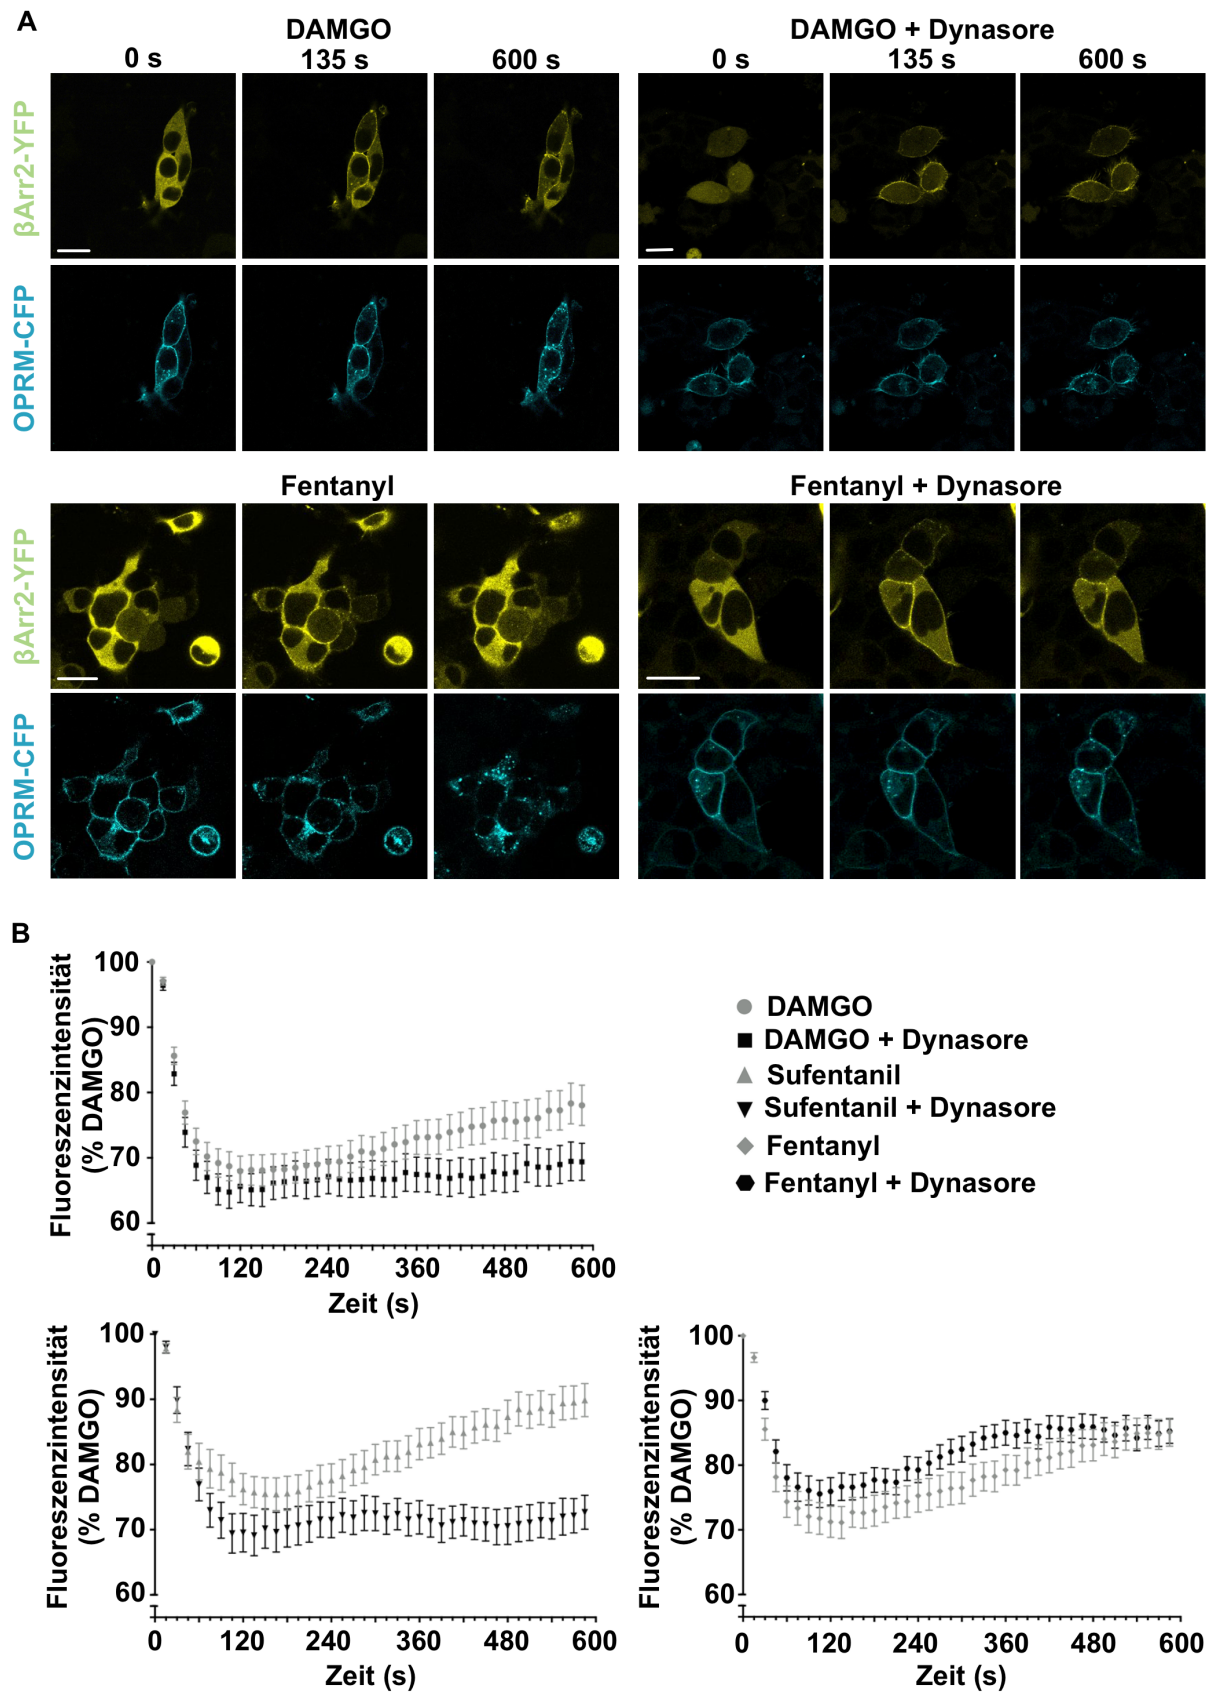 A
DAMGO
0 s 135 s 600 s
DAMGO + Dynasore
0 s 135 s 600 s
βArr2-YFP
OPRM-CFP
Fentanyl
Fentanyl + Dynasore
βArr2-YFP
OPRM-CFP
B
Fluoreszenzintensität
(% DAMGO)
100
90
80
70
60
0 120 240 360 480 600
Zeit (s)
DAMGO
DAMGO + Dynasore
Sufentanil
Sufentanil + Dynasore
Fentanyl
Fentanyl + Dynasore
Fluoreszenzintensität
(% DAMGO)
100
90
80
70
60
0 120 240 360 480 600
Zeit (s)
Fluoreszenzintensität
(% DAMGO)
100
90
80
70
60
0 120 240 360 480 600
Zeit (s)